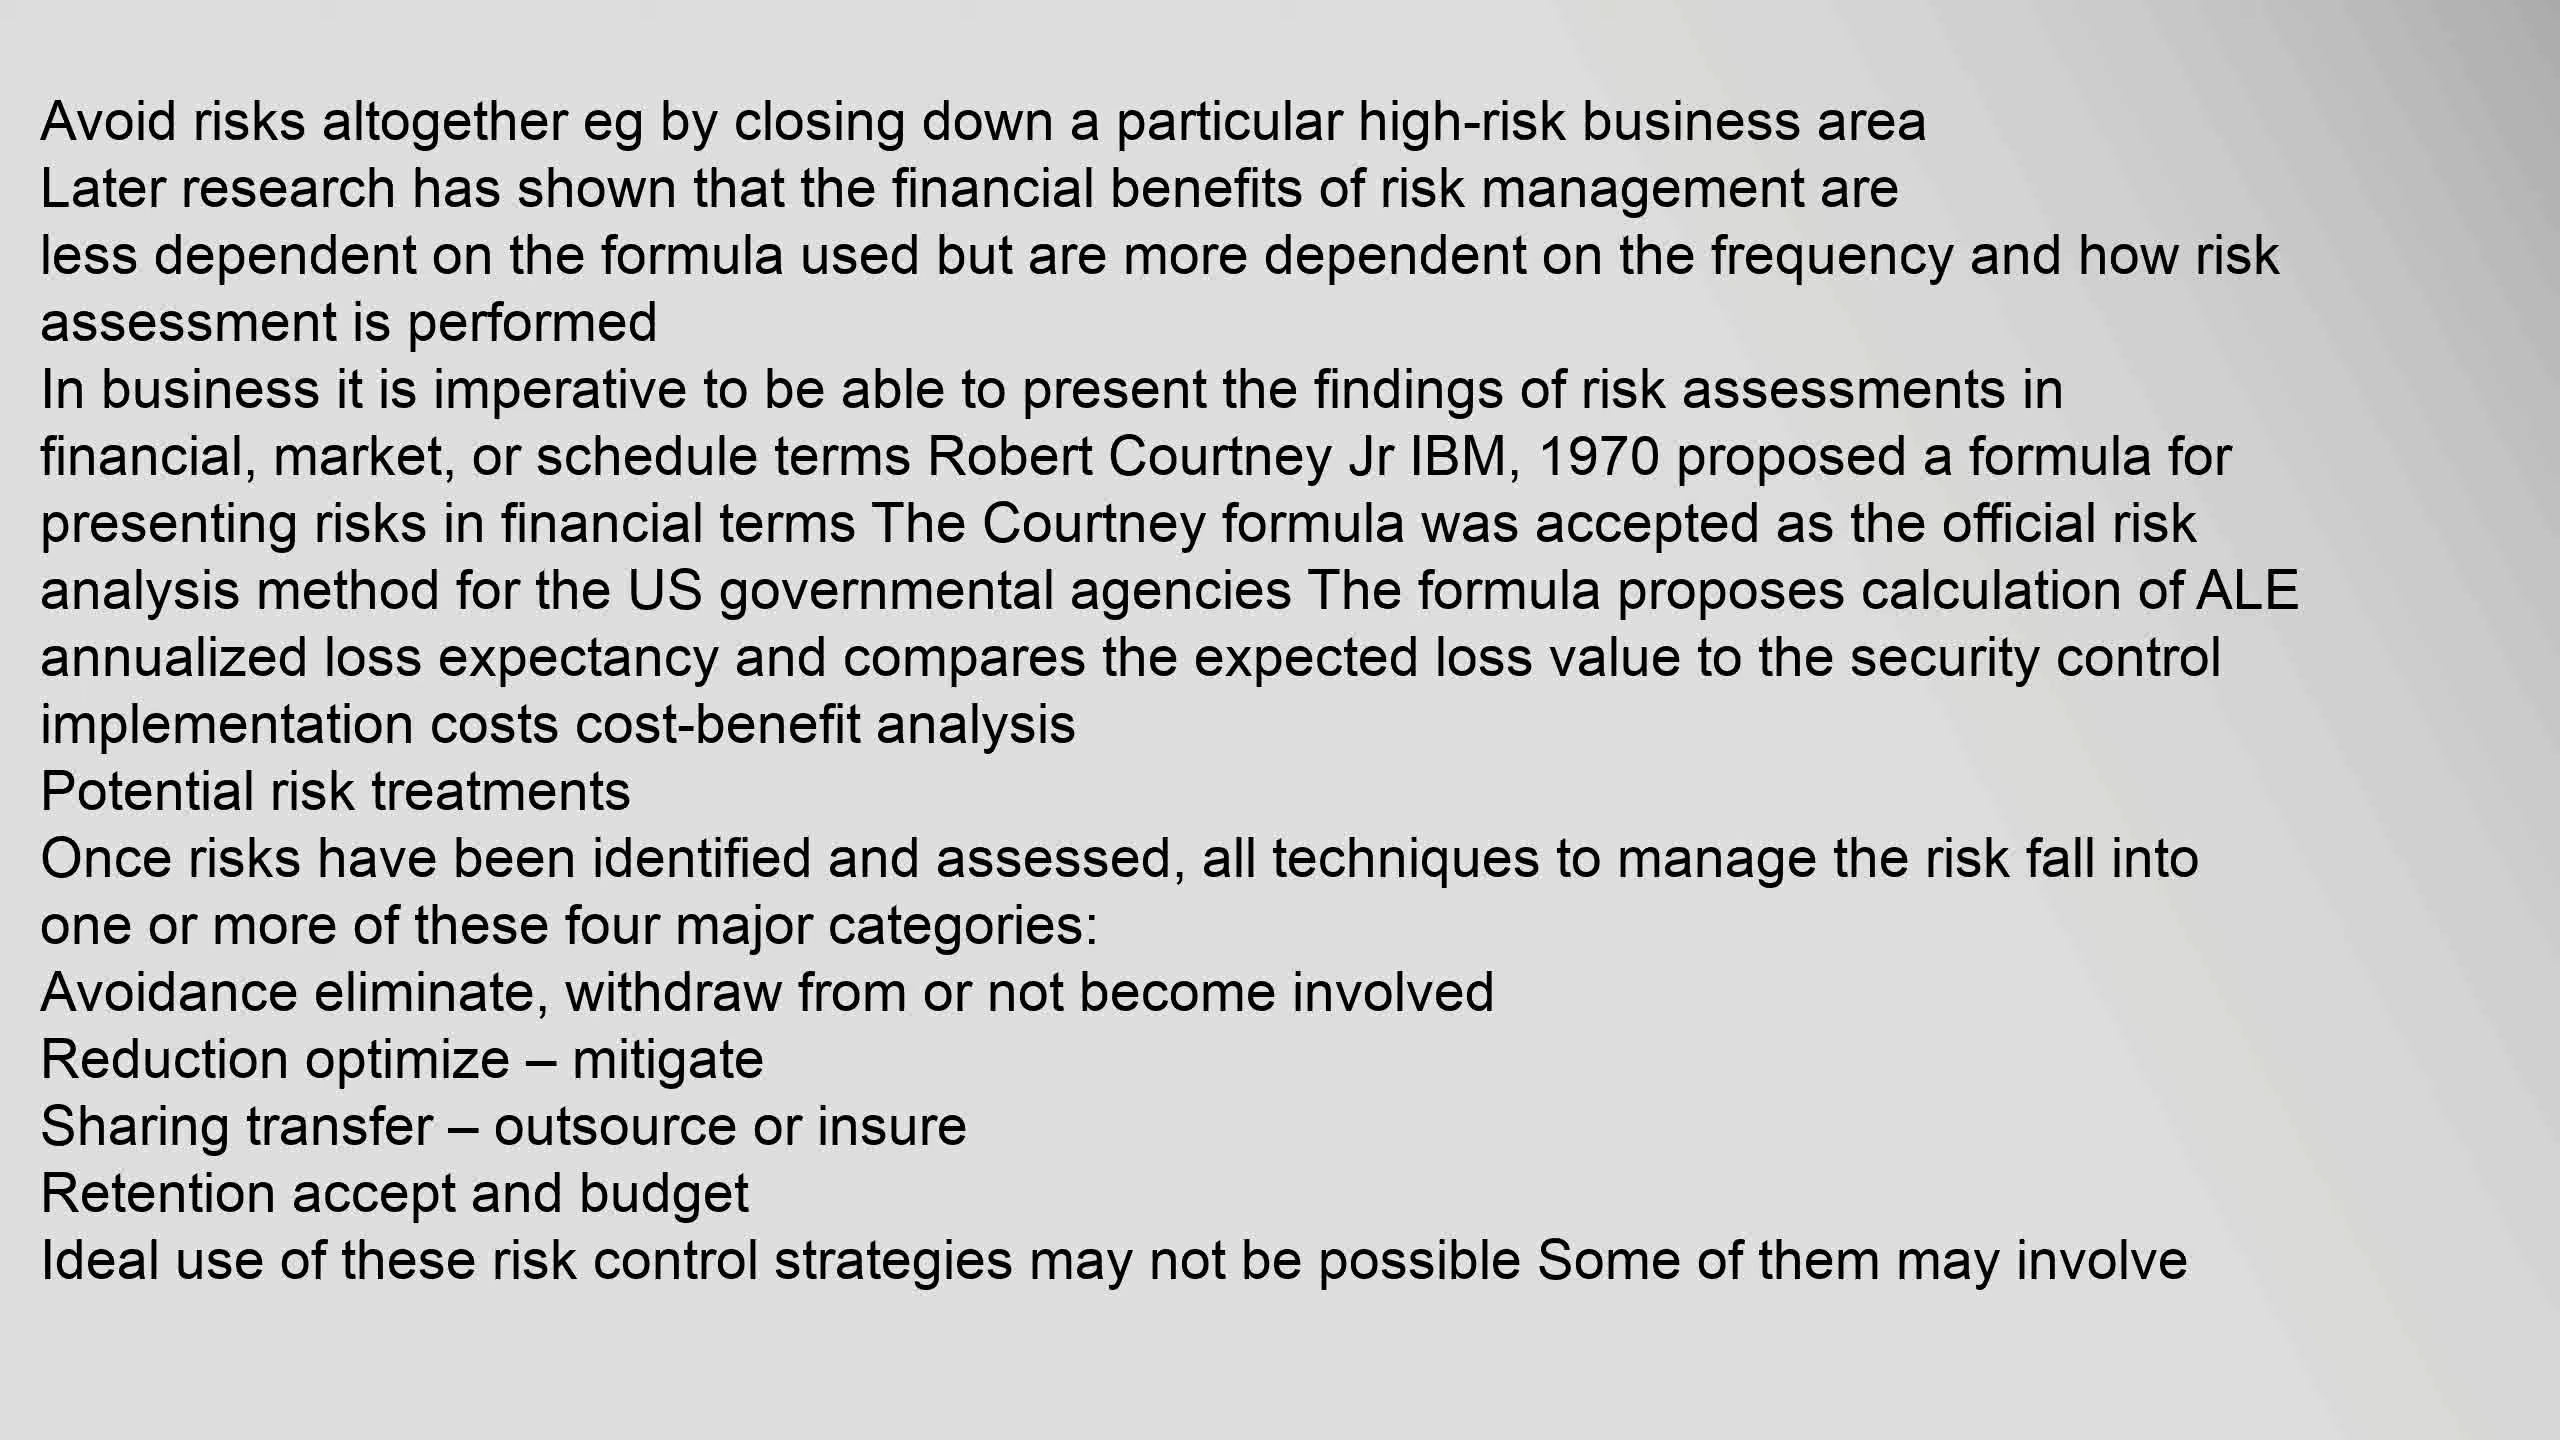 Avoid risks altogether eg by closing down a particular high-risk business area
Later research has shown that the financial benefits of risk management are
less dependent on the formula used but are more dependent on the frequency and how risk
assessment is performed
In business it is imperative to be able to present the findings of risk assessments in
financial, market, or schedule terms Robert Courtney Jr IBM, 1970 proposed a formula for
presenting risks in financial terms The Courtney formula was accepted as the official risk
analysis method for the US governmental agencies The formula proposes calculation of ALE
annualized loss expectancy and compares the expected loss value to the security control
implementation costs cost-benefit analysis
Potential risk treatments
Once risks have been identified and assessed, all techniques to manage the risk fall into
one or more of these four major categories:
Avoidance eliminate, withdraw from or not become involved
Reduction optimize – mitigate
Sharing transfer – outsource or insure
Retention accept and budget
Ideal use of these risk control strategies may not be possible Some of them may involve